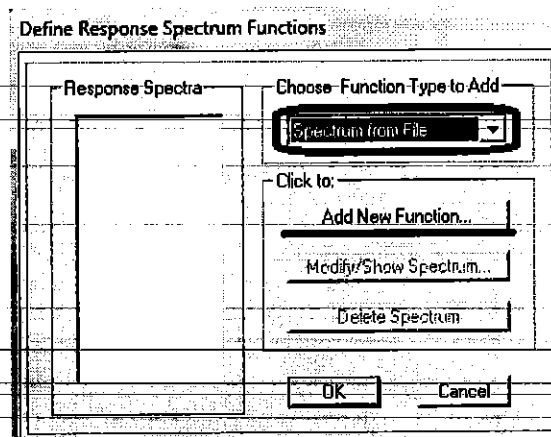 Define Response Spectrum Functions
Response Spectra
Choose Function Type to Add
Spectrum from File
Click to:
Add New Function...
Modify/Show Spectrum...
Delete Spectrum
OK
Cancel